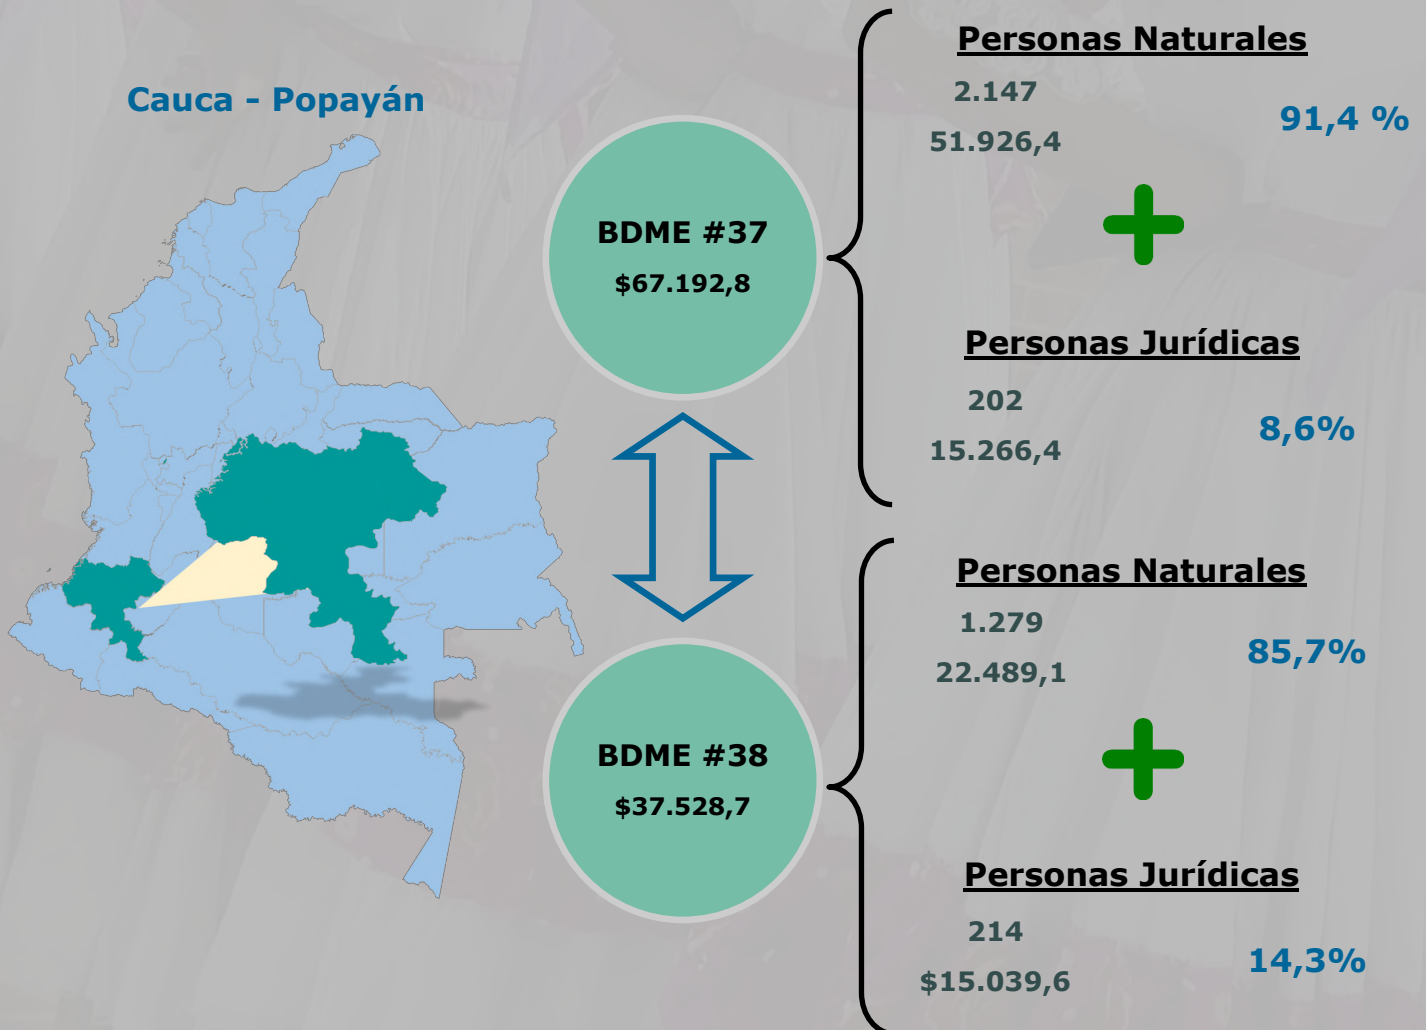 Cauca - Popayán
BDME #37
$67.192,8
Personas Naturales
2.147
51.926,4
91,4 %
Personas Jurídicas
202
15.266,4
8,6%
BDME #38
$37.528,7
Personas Naturales
1.279
22.489,1
85,7%
Personas Jurídicas
214
$15.039,6
14,3%